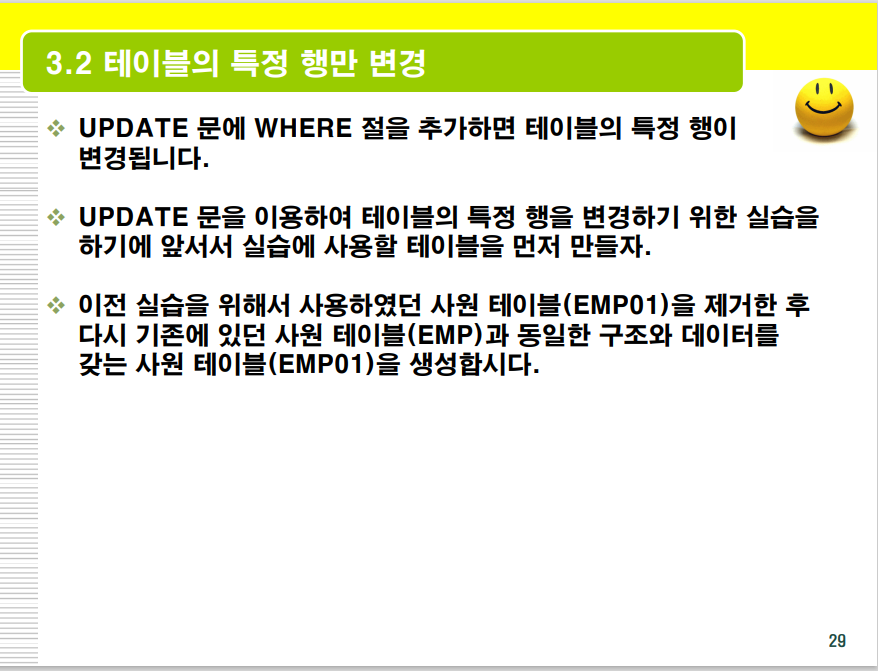 3.2 테이블의 특정 행만 변경
UPDATE 문에 WHERE 절을 추가하면 테이블의 특정 행이
변경됩니다.
UPDATE 문을 이용하여 테이블의 특정 행을 변경하기 위한 실습을
하기에 앞서서 실습에 사용할 테이블을 먼저 만들자.
이전 실습을 위해서 사용하였던 사원 테이블(EMP01)을 제거한 후
다시 기존에 있던 사원 테이블(EMP)과 동일한 구조와 데이터를
갖는 사원 테이블(EMP01)을 생성합시다.
29